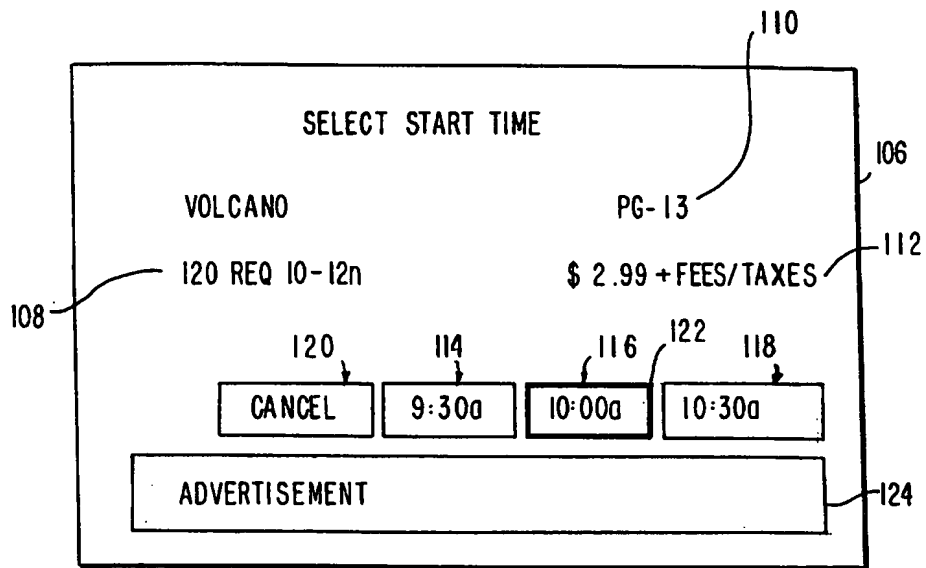 110
SELECT START TIME
106
VOLCANO PG-13
120 REQ 10-12n $ 2.99 + FEES/TAXES 112
108
120 114 116 122 118
CANCEL 9:30a 10:00a 10:30a
ADVERTISEMENT 124